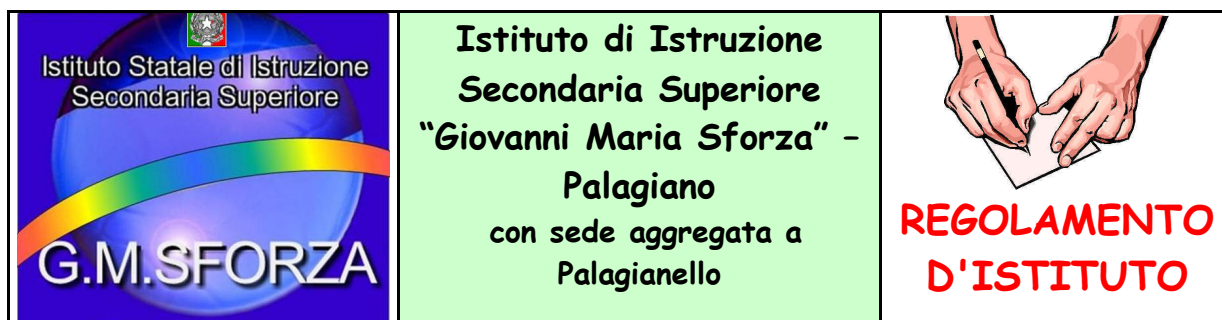 Istituto Statale di Istruzione
Secondaria Superiore
G.M.SFORZA
Istituto di Istruzione
Secondaria Superiore
“Giovanni Maria Sforza” –
Palagiano
con sede aggregata a
Palagianello
REGOLAMENTO
D'ISTITUTO